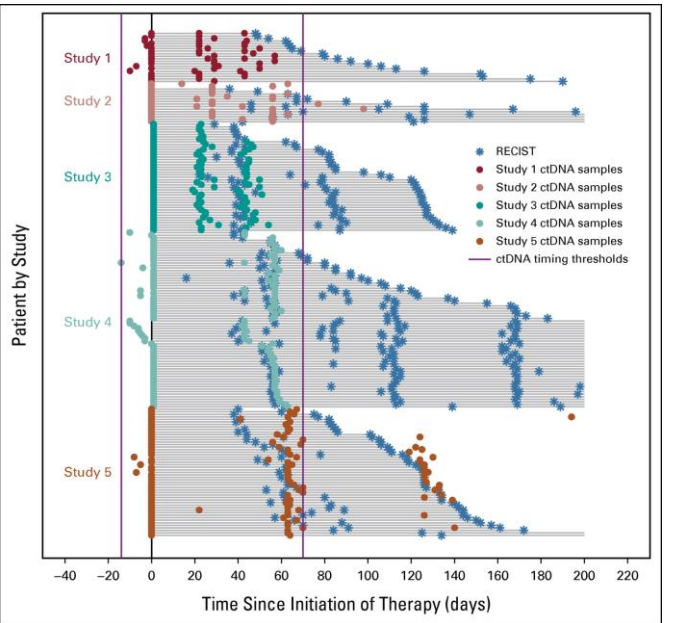 Study 1
Study 2
Study 3
Study 4
Study 5
Patient by Study
RECIST
Study 1 ctDNA samples
Study 2 ctDNA samples
Study 3 ctDNA samples
Study 4 ctDNA samples
Study 5 ctDNA samples
ctDNA timing thresholds
−40 −20 0 20 40 60 80 100 120 140 160 180 200 220
Time Since Initiation of Therapy (days)